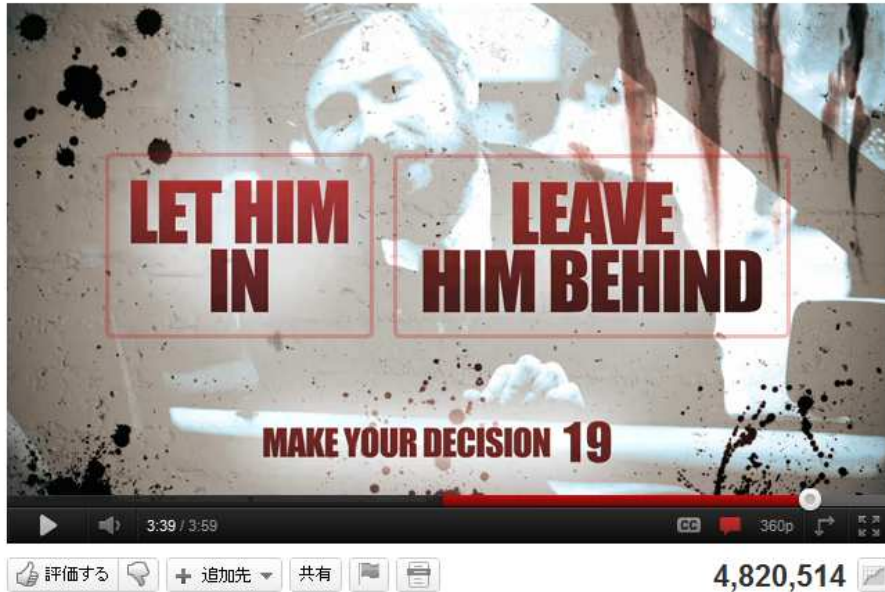 LET HIM
IN
LEAVE
HIM BEHIND
MAKE YOUR DECISION 19
3:39 / 3:59
CC
360p
評価する
追加先
共有
4,820,514